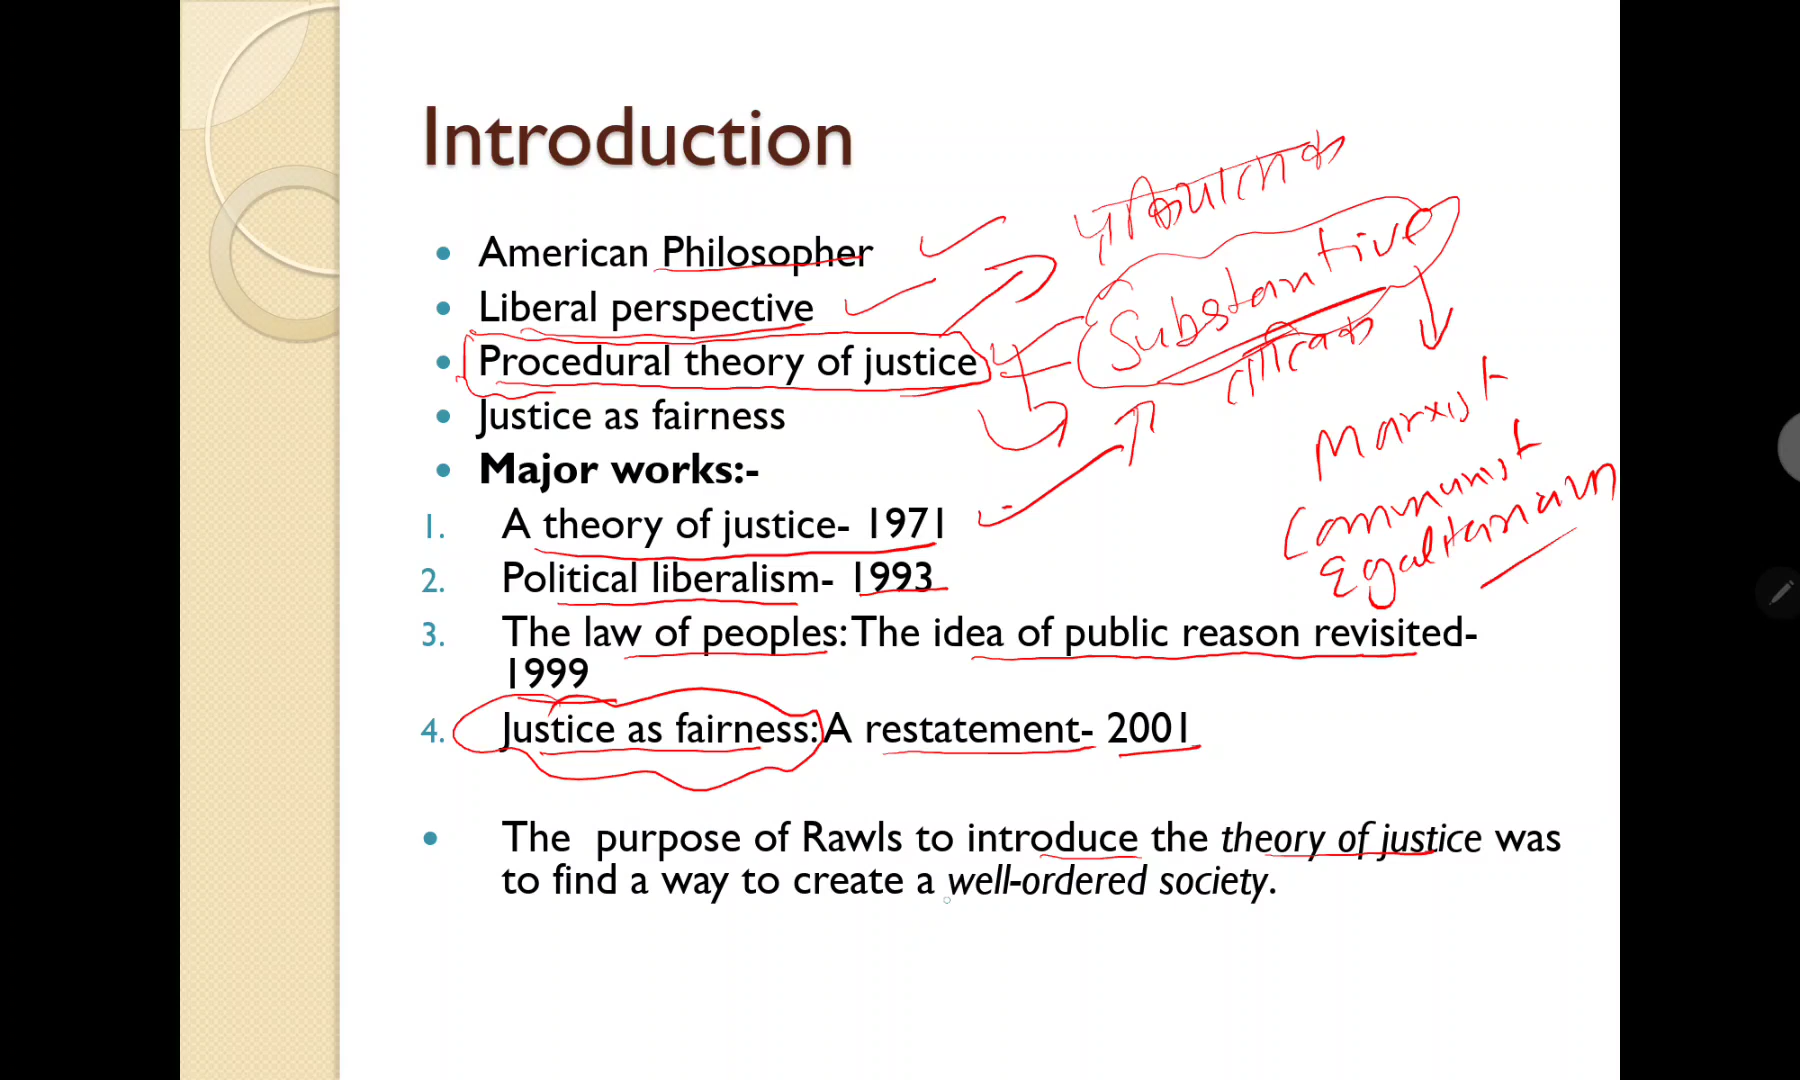 Introduction
• American Philosopher
• Liberal perspective
• Procedural theory of justice
Substantive
• Justice as fairness
Marxist
• Major works:-
Communist
1. A theory of justice- 1971
2. Political liberalism- 1993
3. The law of peoples: The idea of public reason revisited-
1999
4. Justice as fairness: A restatement- 2001
• The purpose of Rawls to introduce the theory of justice was
to find a way to create a well-ordered society.